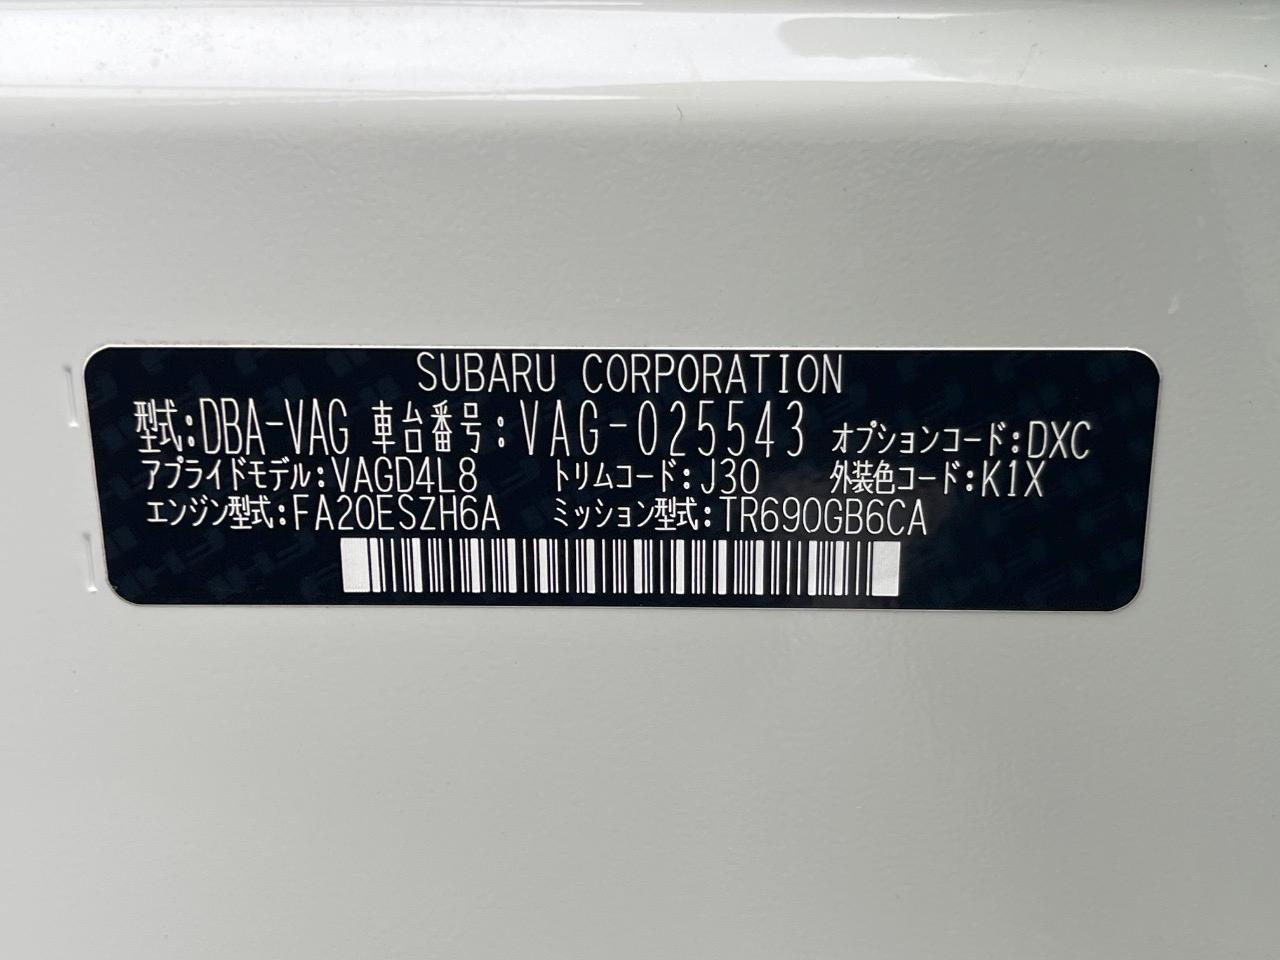 SUBARU CORPORATION
型式:DBA-VAG 車台番号:VAG-025543 オプションコード:DXC
アプライドモデル:VAGD4L8 トリムコード:J30 外装色コード:K1X
エンジン型式:FA20ESZH6A ミッション型式:TR690GB6CA